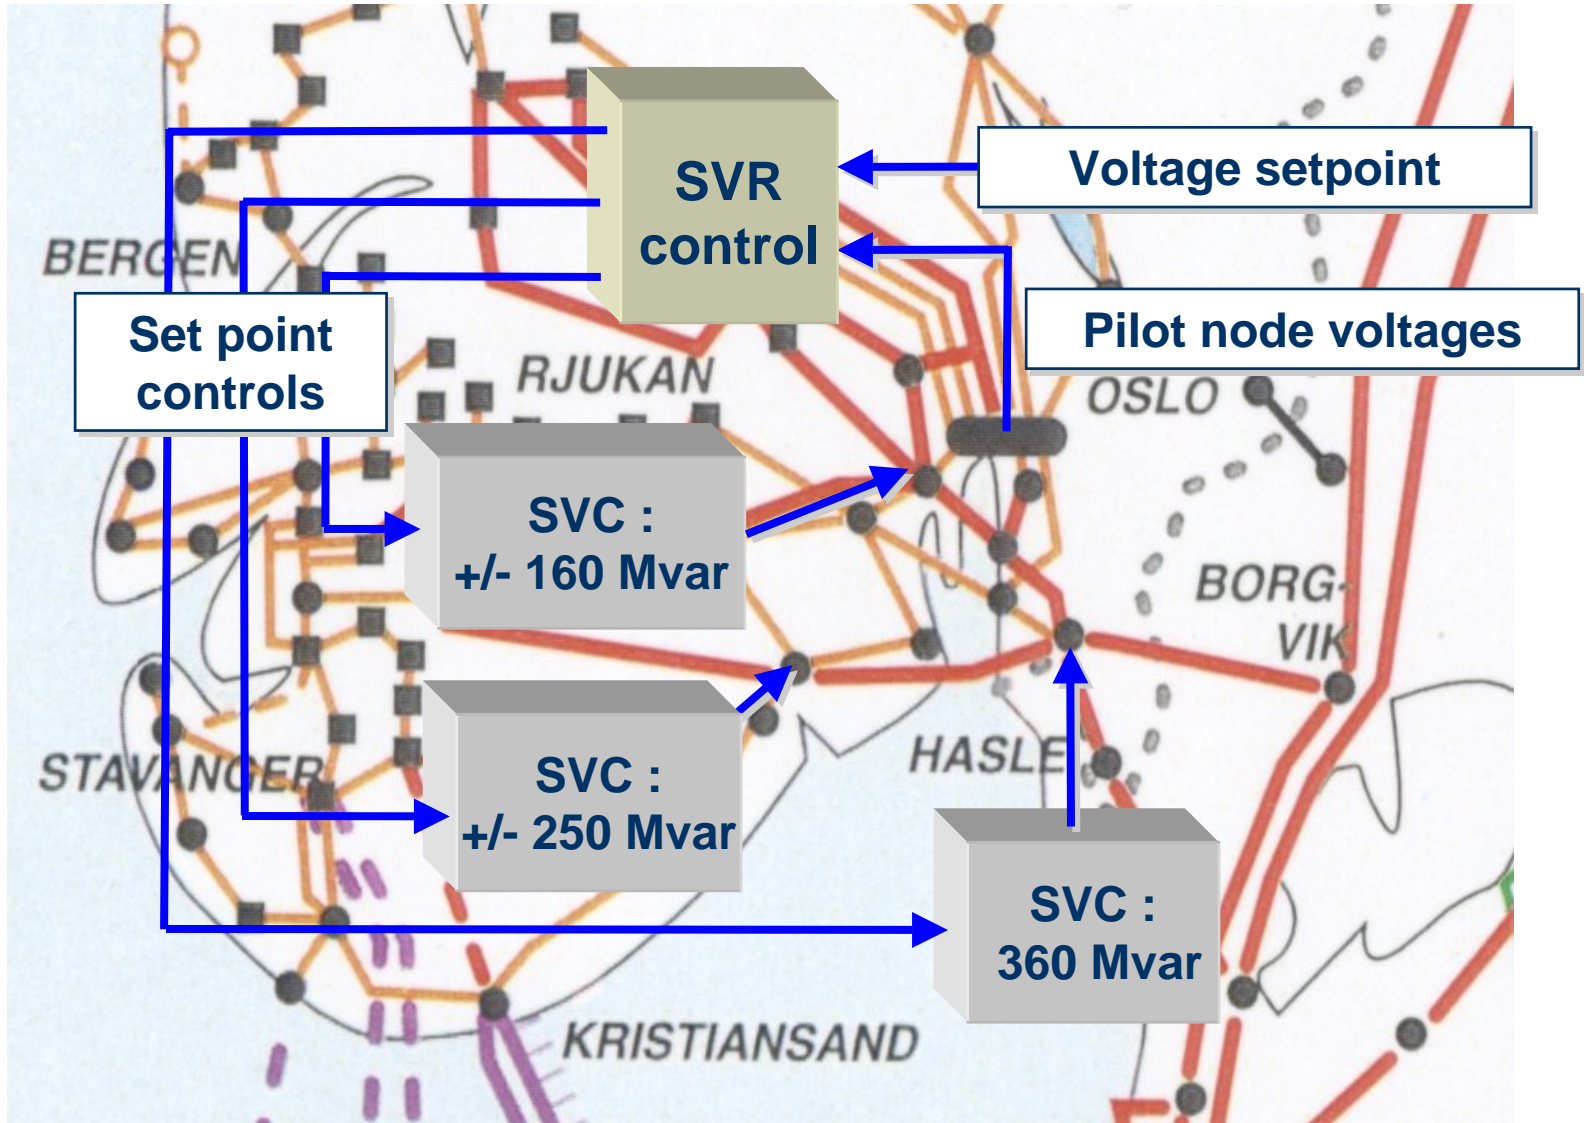 SVR
control
Voltage setpoint
BERGEN
Set point
controls
Pilot node voltages
RJUKAN
OSLO
SVC :
+/- 160 Mvar
BORG-
VIK
STAVANGER
SVC :
+/- 250 Mvar
HASLE
SVC :
360 Mvar
KRISTIANSAND